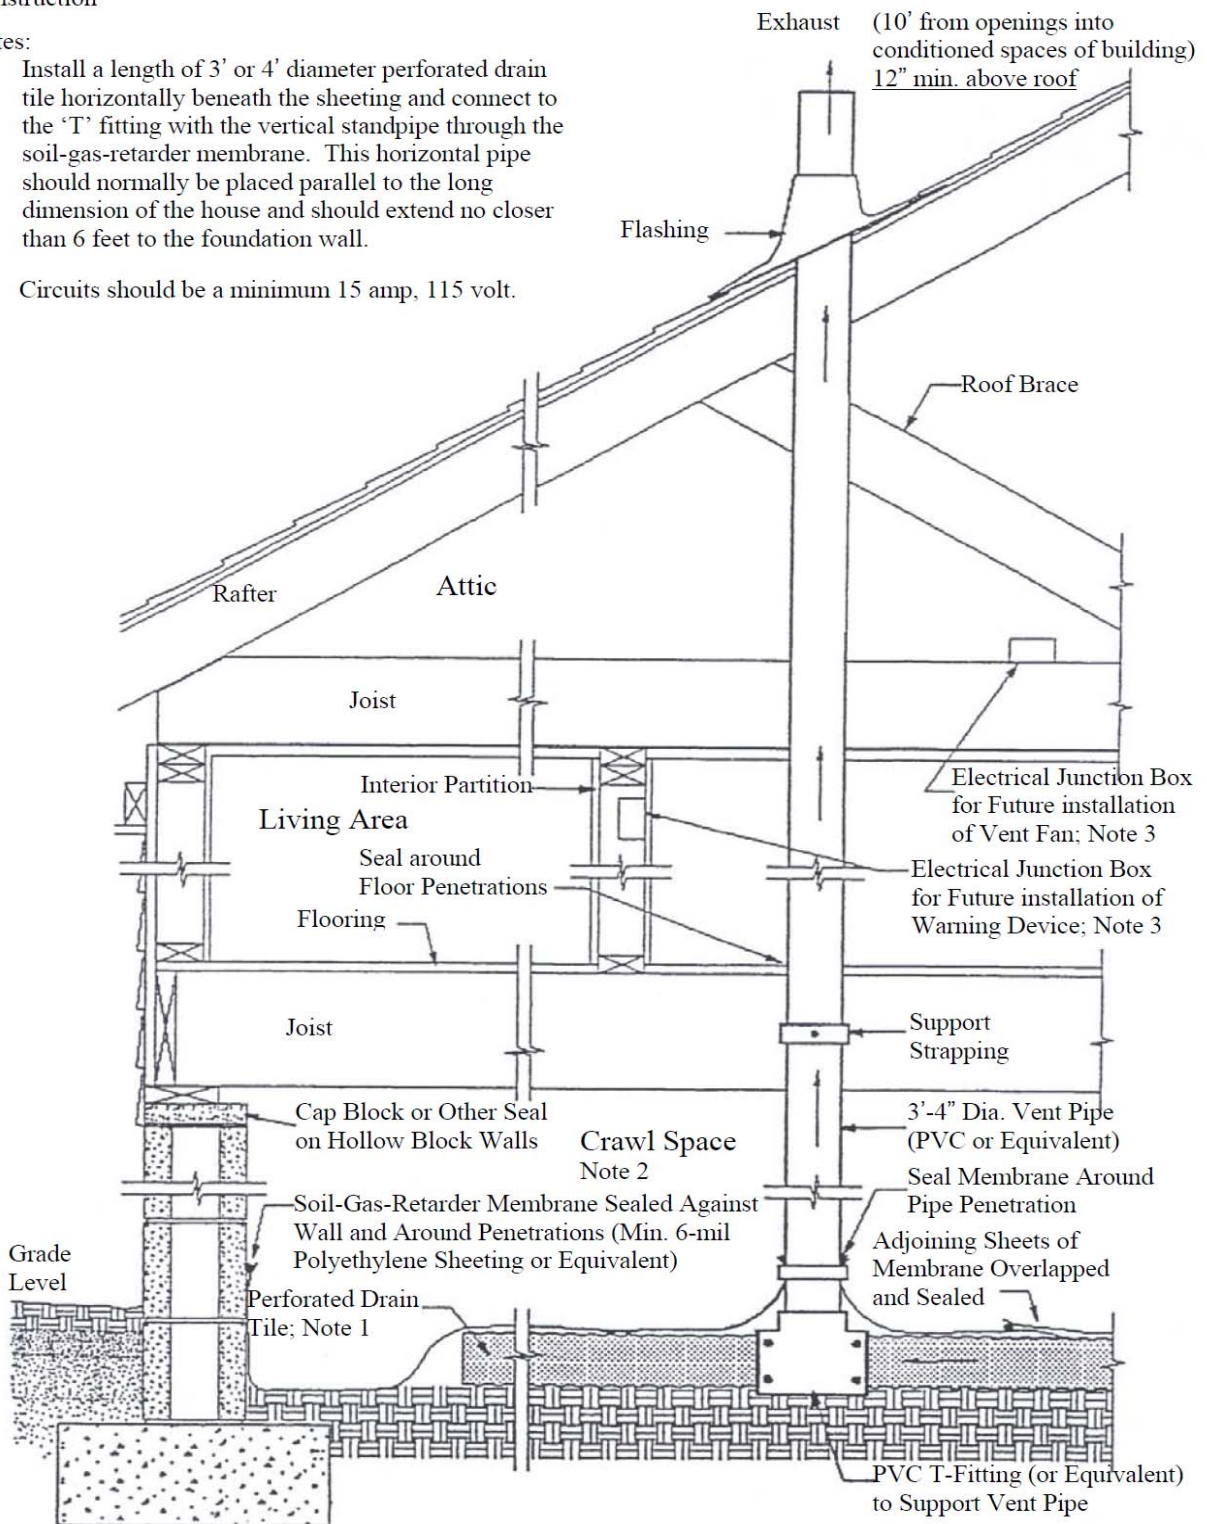 Exhaust
(10’ from openings into
conditioned spaces of building)
12” min. above roof
Install a length of 3’ or 4’ diameter perforated drain
tile horizontally beneath the sheeting and connect to
the ‘T’ fitting with the vertical standpipe through the
soil-gas-retarder membrane. This horizontal pipe
should normally be placed parallel to the long
dimension of the house and should extend no closer
than 6 feet to the foundation wall.
Circuits should be a minimum 15 amp, 115 volt.
Flashing
Roof Brace
Rafter
Attic
Joist
Interior Partition
Living Area
Electrical Junction Box
for Future installation
of Vent Fan; Note 3
Seal around
Floor Penetrations
Electrical Junction Box
for Future installation of
Warning Device; Note 3
Flooring
Joist
Support
Strapping
Cap Block or Other Seal
on Hollow Block Walls
Crawl Space
Note 2
3’-4” Dia. Vent Pipe
(PVC or Equivalent)
Seal Membrane Around
Pipe Penetration
Soil-Gas-Retarder Membrane Sealed Against
Wall and Around Penetrations (Min. 6-mil
Polyethylene Sheeting or Equivalent)
Grade
Level
Adjoining Sheets of
Membrane Overlapped
and Sealed
Perforated Drain
Tile; Note 1
PVC T-Fitting (or Equivalent)
to Support Vent Pipe